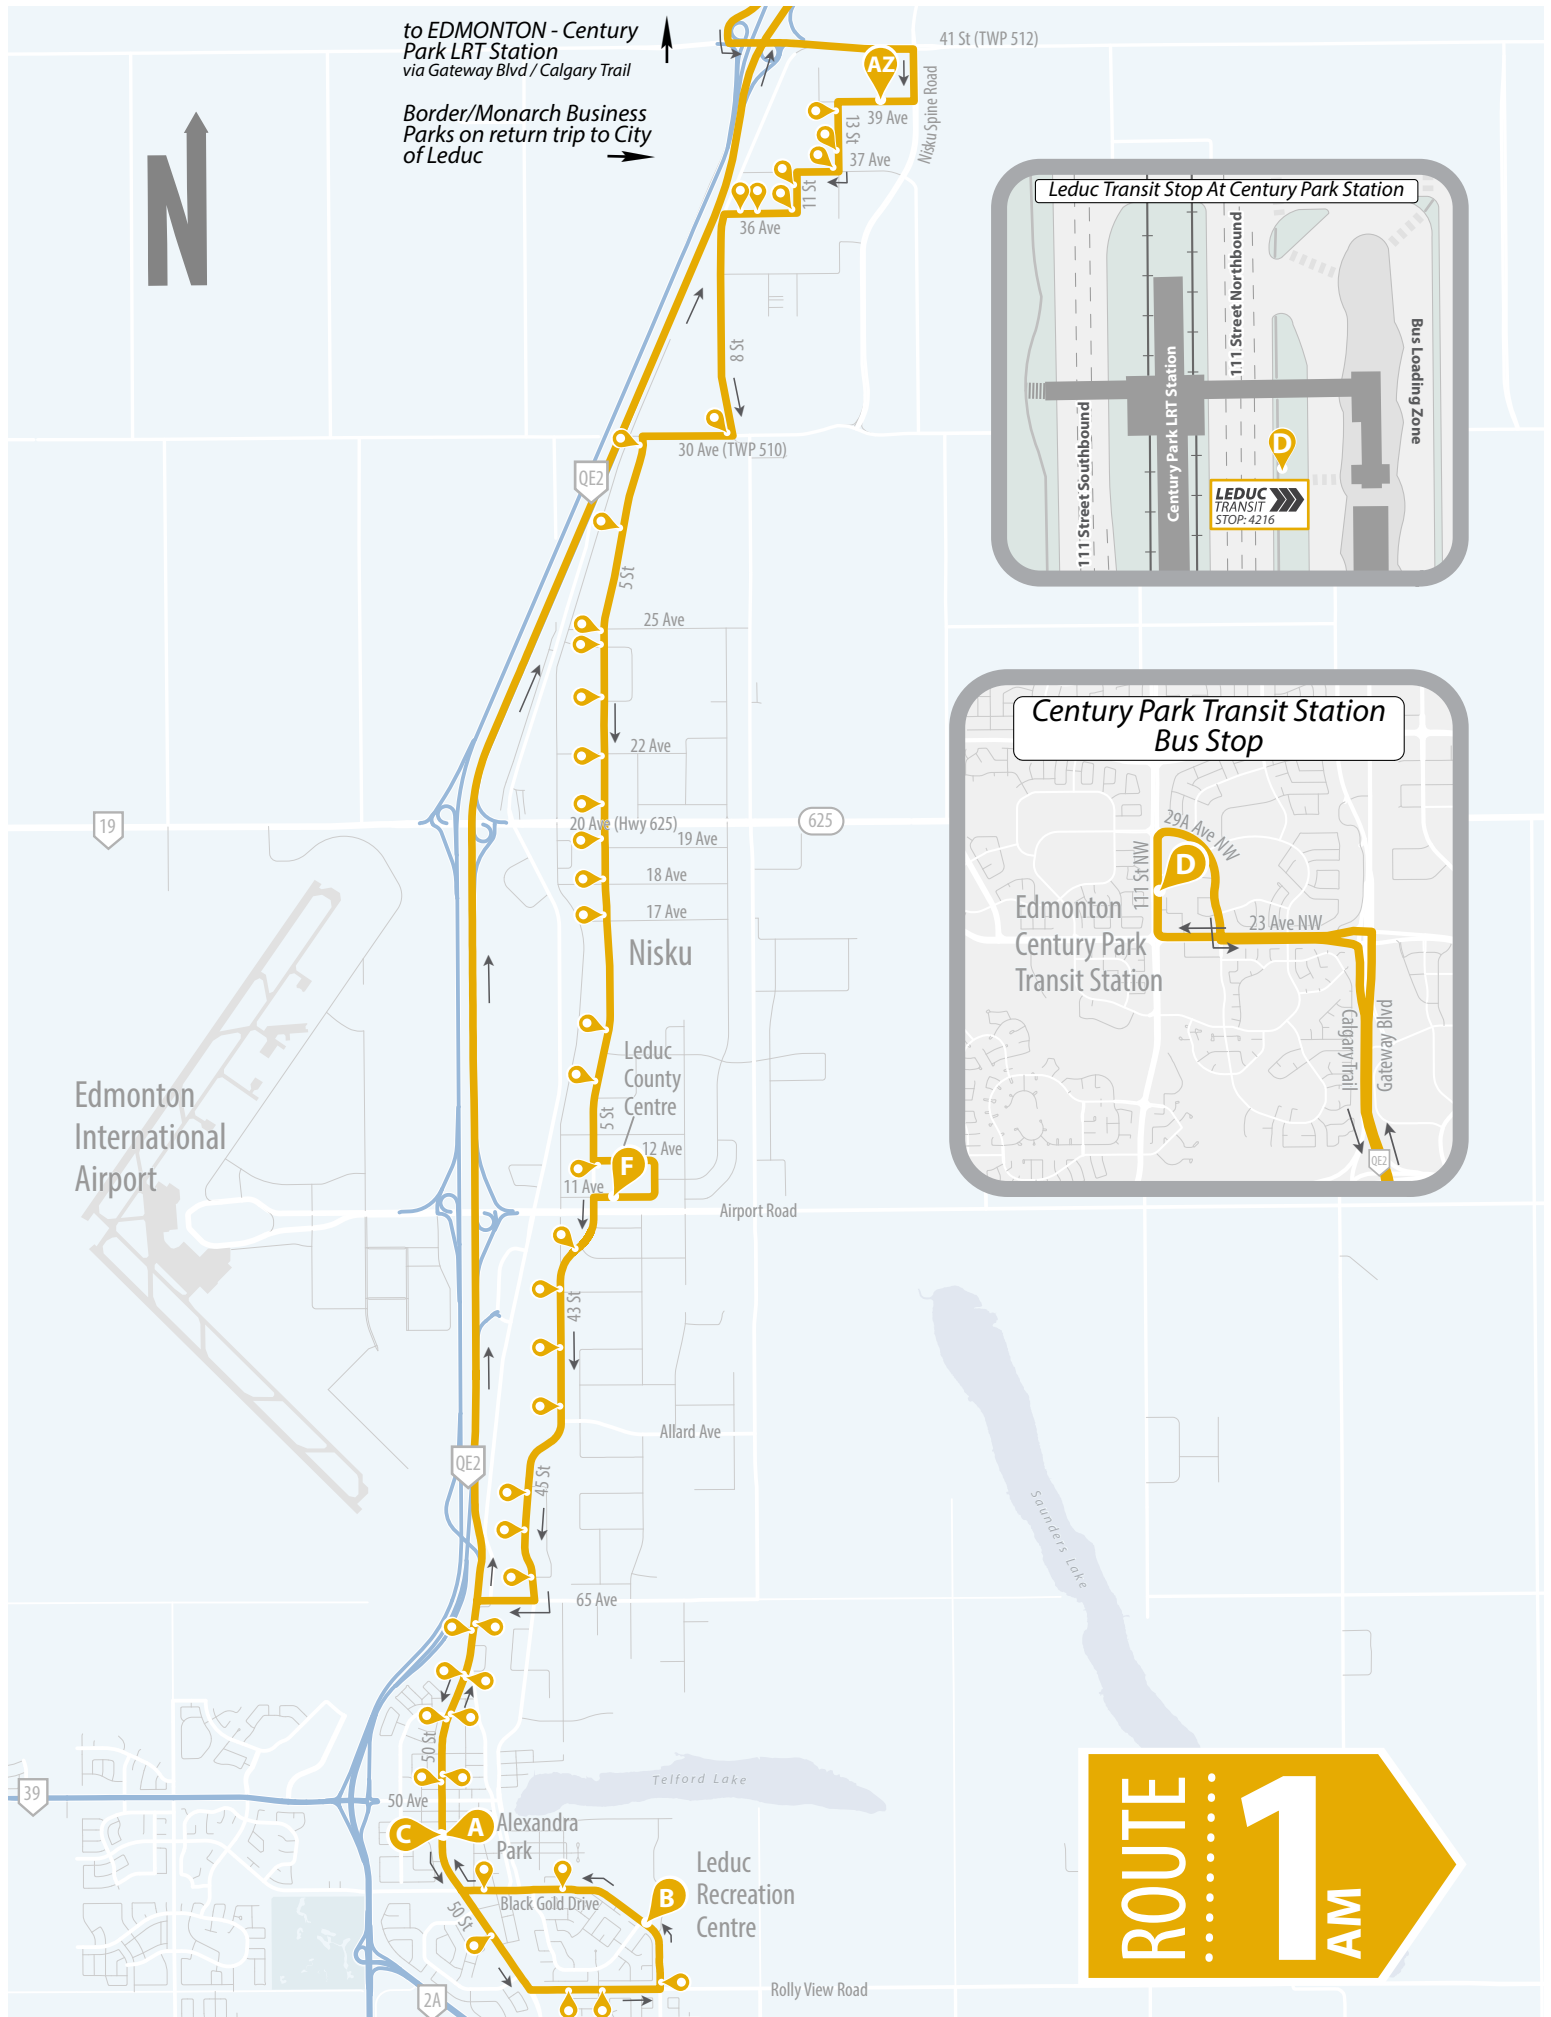 to EDMONTON - Century
Park LRT Station
via Gateway Blvd / Calgary Trail
Border/Monarch Business
Parks on return trip to City
of Leduc
N
41 St (TWP 512)
AZ
Nisku Spine Road
39 Ave
13 St
37 Ave
11 St
36 Ave
8 St
30 Ave (TWP 510)
QE2
5 St
25 Ave
22 Ave
19
20 Ave (Hwy 625)
625
19 Ave
18 Ave
17 Ave
Nisku
Leduc
County
Centre
5 St
12 Ave
F
11 Ave
Airport Road
Edmonton
International
Airport
43 St
Allard Ave
QE2
45 St
65 Ave
Saunders Lake
50 St
Telford Lake
39
50 Ave
C
A
Alexandra
Park
Leduc
Recreation
Centre
B
Black Gold Drive
50 St
Rolly View Road
2A
Leduc Transit Stop At Century Park Station
111 Street Northbound
Bus Loading Zone
Century Park LRT Station
111 Street Southbound
D
LEDUC
TRANSIT
STOP: 4216
Century Park Transit Station
Bus Stop
29A Ave NW
111 St NW
D
23 Ave NW
Edmonton
Century Park
Transit Station
Calgary Trail
Gateway Blvd
QE2
ROUTE
1
AM